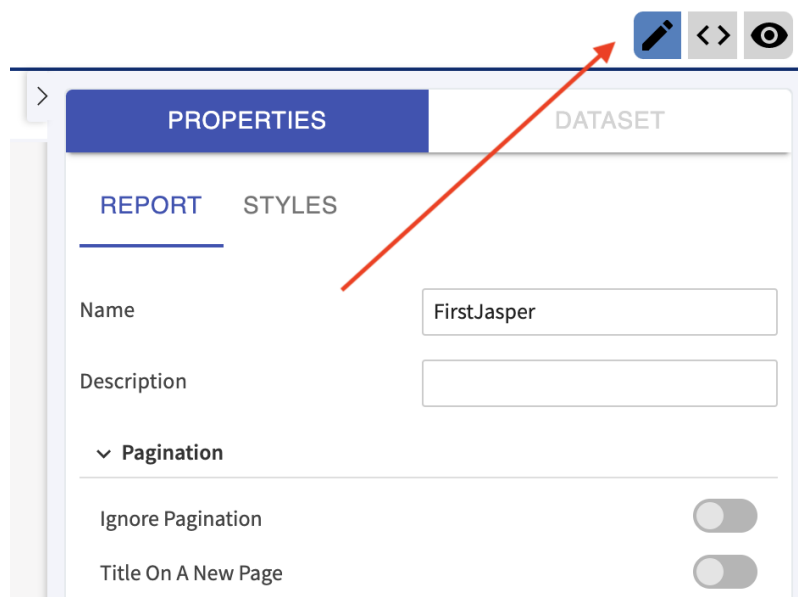 PROPERTIES DATASET
REPORT STYLES
Name FirstJasper
Description
Pagination
Ignore Pagination
Title On A New Page